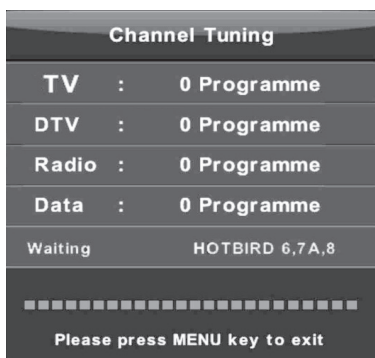 Channel Tuning
TV : 0 Programme
DTV : 0 Programme
Radio : 0 Programme
Data : 0 Programme
Waiting HOTBIRD 6,7A,8
Please press MENU key to exit